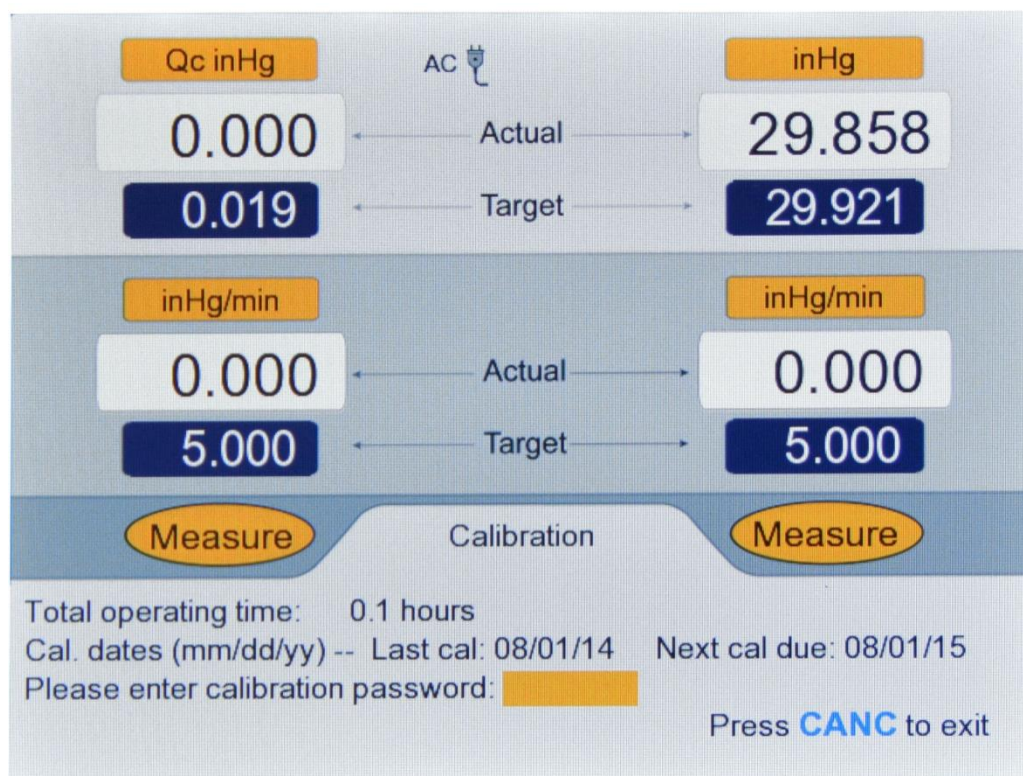 Qc inHg AC inHg
0.000 Actual 29.858
0.019 Target 29.921
inHg/min inHg/min
0.000 Actual 0.000
5.000 Target 5.000
Measure Calibration Measure
Total operating time: 0.1 hours
Cal. dates (mm/dd/yy) -- Last cal: 08/01/14 Next cal due: 08/01/15
Please enter calibration password:
Press CANC to exit